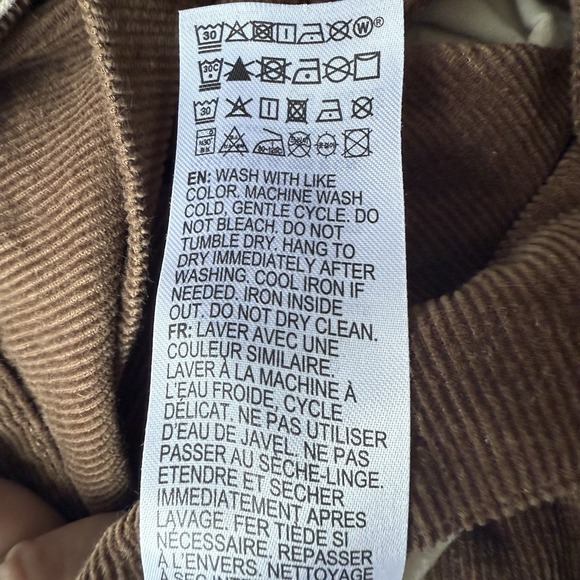 30 W®
30C
30
EN: WASH WITH LIKE
COLOR. MACHINE WASH
COLD, GENTLE CYCLE. DO
NOT BLEACH. DO NOT
TUMBLE DRY. HANG TO
DRY IMMEDIATELY AFTER
WASHING. COOL IRON IF
NEEDED. IRON INSIDE
OUT. DO NOT DRY CLEAN.
FR: LAVER AVEC UNE
COULEUR SIMILAIRE.
LAVER À LA MACHINE À
L'EAU FROIDE, CYCLE
DÉLICAT. NE PAS UTILISER
D'EAU DE JAVEL. NE PAS
PASSER AU SÈCHE-LINGE.
ETENDRE ET SECHER
IMMEDIATEMENT APRES
LAVAGE. FER TIEDE SI
NÉCESSAIRE. REPASSER
À L'ENVERS. NETTOYAGE